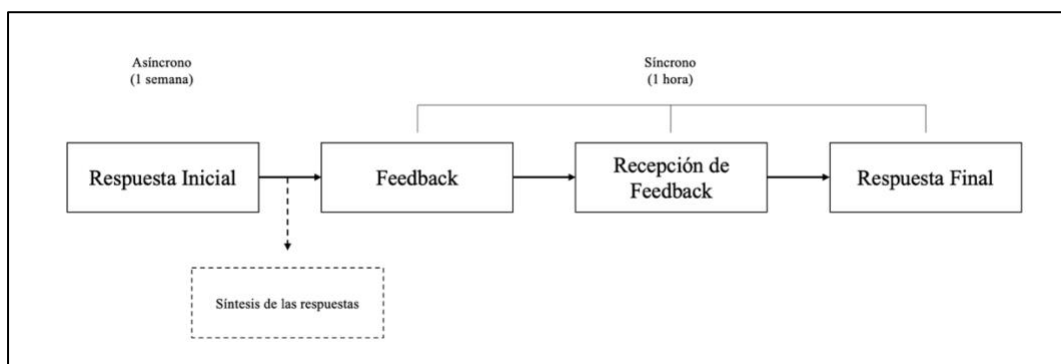 Asíncrono
(1 semana)
Síncrono
(1 hora)
Respuesta Inicial
Feedback
Recepción de
Feedback
Respuesta Final
Síntesis de las respuestas